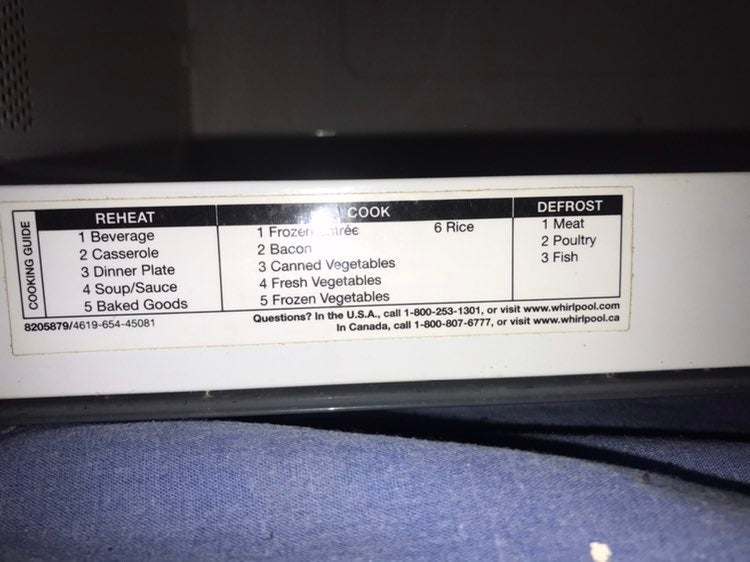 COOKING GUIDE
REHEAT
1 Beverage
2 Casserole
3 Dinner Plate
4 Soup/Sauce
5 Baked Goods
COOK
1 Frozen Entrée
2 Bacon
3 Canned Vegetables
4 Fresh Vegetables
5 Frozen Vegetables
6 Rice
DEFROST
1 Meat
2 Poultry
3 Fish
8205879/4619-654-45081
Questions? In the U.S.A., call 1-800-253-1301, or visit www.whirlpool.com
In Canada, call 1-800-807-6777, or visit www.whirlpool.ca